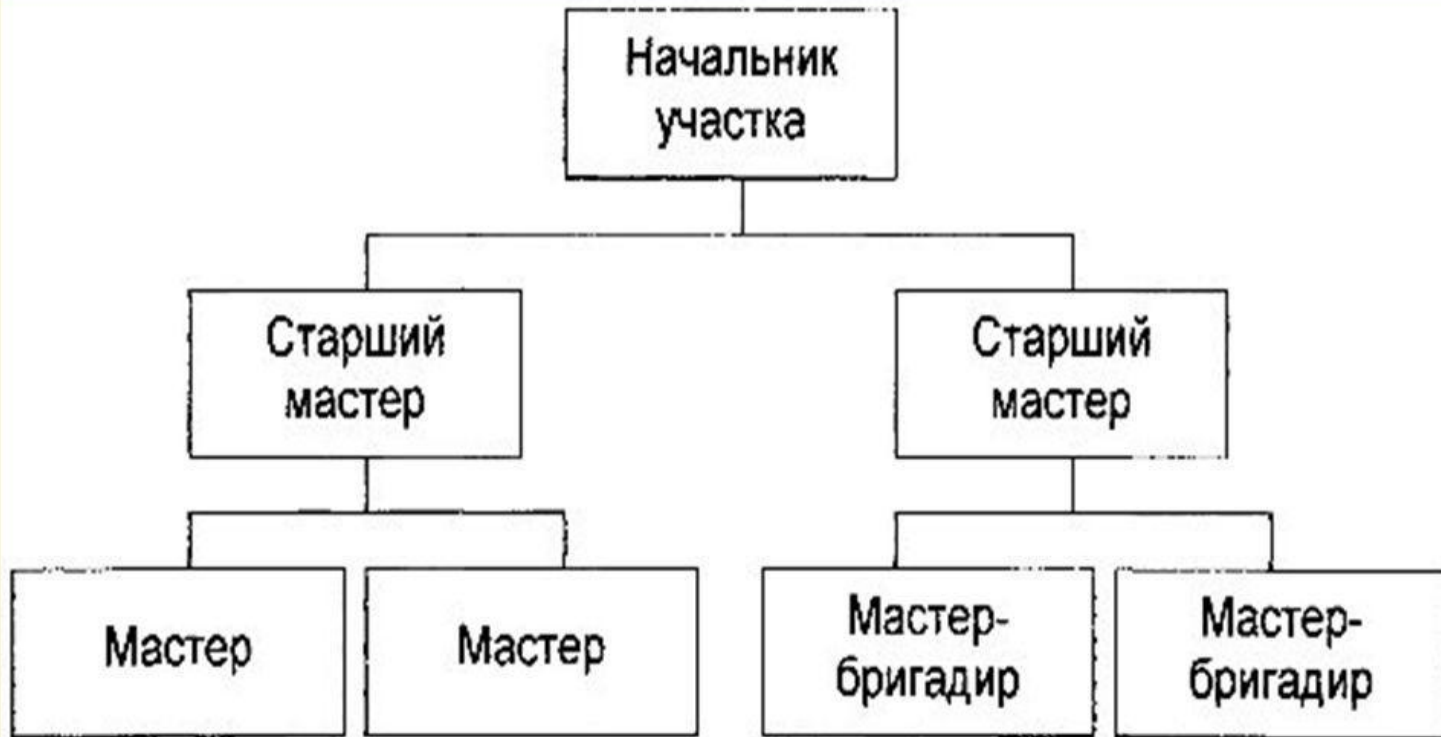 Начальник
участка
Старший
мастер
Старший
мастер
Мастер
Мастер
Мастер-
бригадир
Мастер-
бригадир